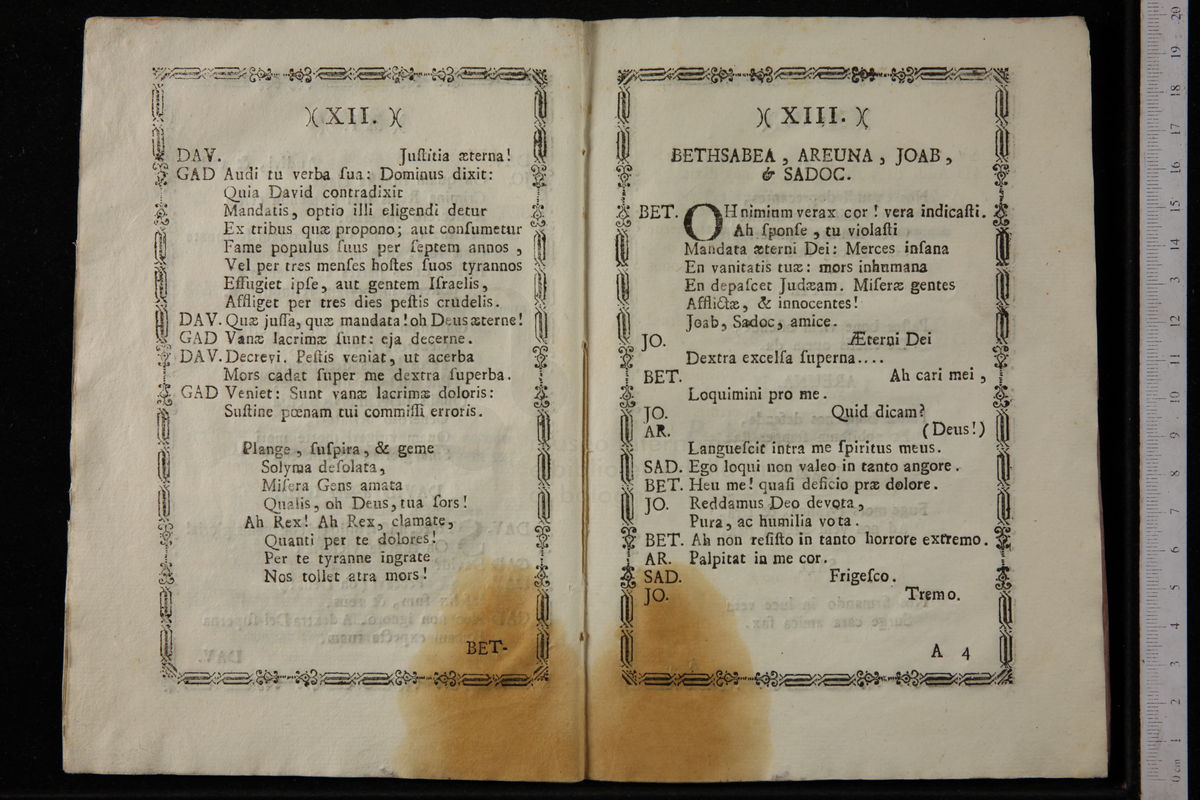 )( XII. )(
DAV. Juſtitia æterna!
GAD Audi tu verba ſua: Dominus dixit:
Quia David contradixit
Mandatis, optio illi eligendi detur
Ex tribus quæ propono; aut conſumetur
Fame populus ſuus per ſeptem annos,
Vel per tres menſes hoſtes ſuos tyrannos
Effugiet ipſe, aut gentem Iſraelis,
Affliget per tres dies peſtis crudelis.
DAV. Quæ juſſa, quæ mandata! oh Deus æterne!
GAD Vanæ lacrimæ ſunt: eja decerne.
DAV. Decrevi. Peſtis veniat, ut acerba
Mors cadat ſuper me dextra ſuperba.
GAD Veniet: Sunt vanæ lacrimæ doloris:
Suſtine pœnam tui commiſſi erroris.
Plange, ſuſpira, & geme
Solyma deſolata,
Miſera Gens amata
Qualis, oh Deus, tua ſors!
Ah Rex! Ah Rex, clamate,
Quanti per te dolores!
Per te tyranne ingrate
Nos tollet atra mors!
BET-
)( XIII. )(
BETHSABEA, AREUNA, JOAB,
& SADOC.
BET. OH nimium verax cor! vera indicaſti.
Ah ſponſe, tu violaſti
Mandata æterni Dei: Merces inſana
En vanitatis tuæ: mors inhumana
En depaſcet Judæam. Miſeræ gentes
Afflictæ, & innocentes!
Joab, Sadoc, amice.
JO. Æterni Dei
Dextra excelſa ſuperna....
BET. Ah cari mei,
Loquimini pro me.
JO. Quid dicam?
AR. (Deus!)
Langueſcit intra me ſpiritus meus.
SAD. Ego loqui non valeo in tanto angore.
BET. Heu me! quaſi deficio præ dolore.
JO. Reddamus Deo devota,
Pura, ac humilia vota.
BET. Ah non reſiſto in tanto horrore extremo.
AR. Palpitat in me cor.
SAD. Frigeſco.
JO. Tremo.
A 4